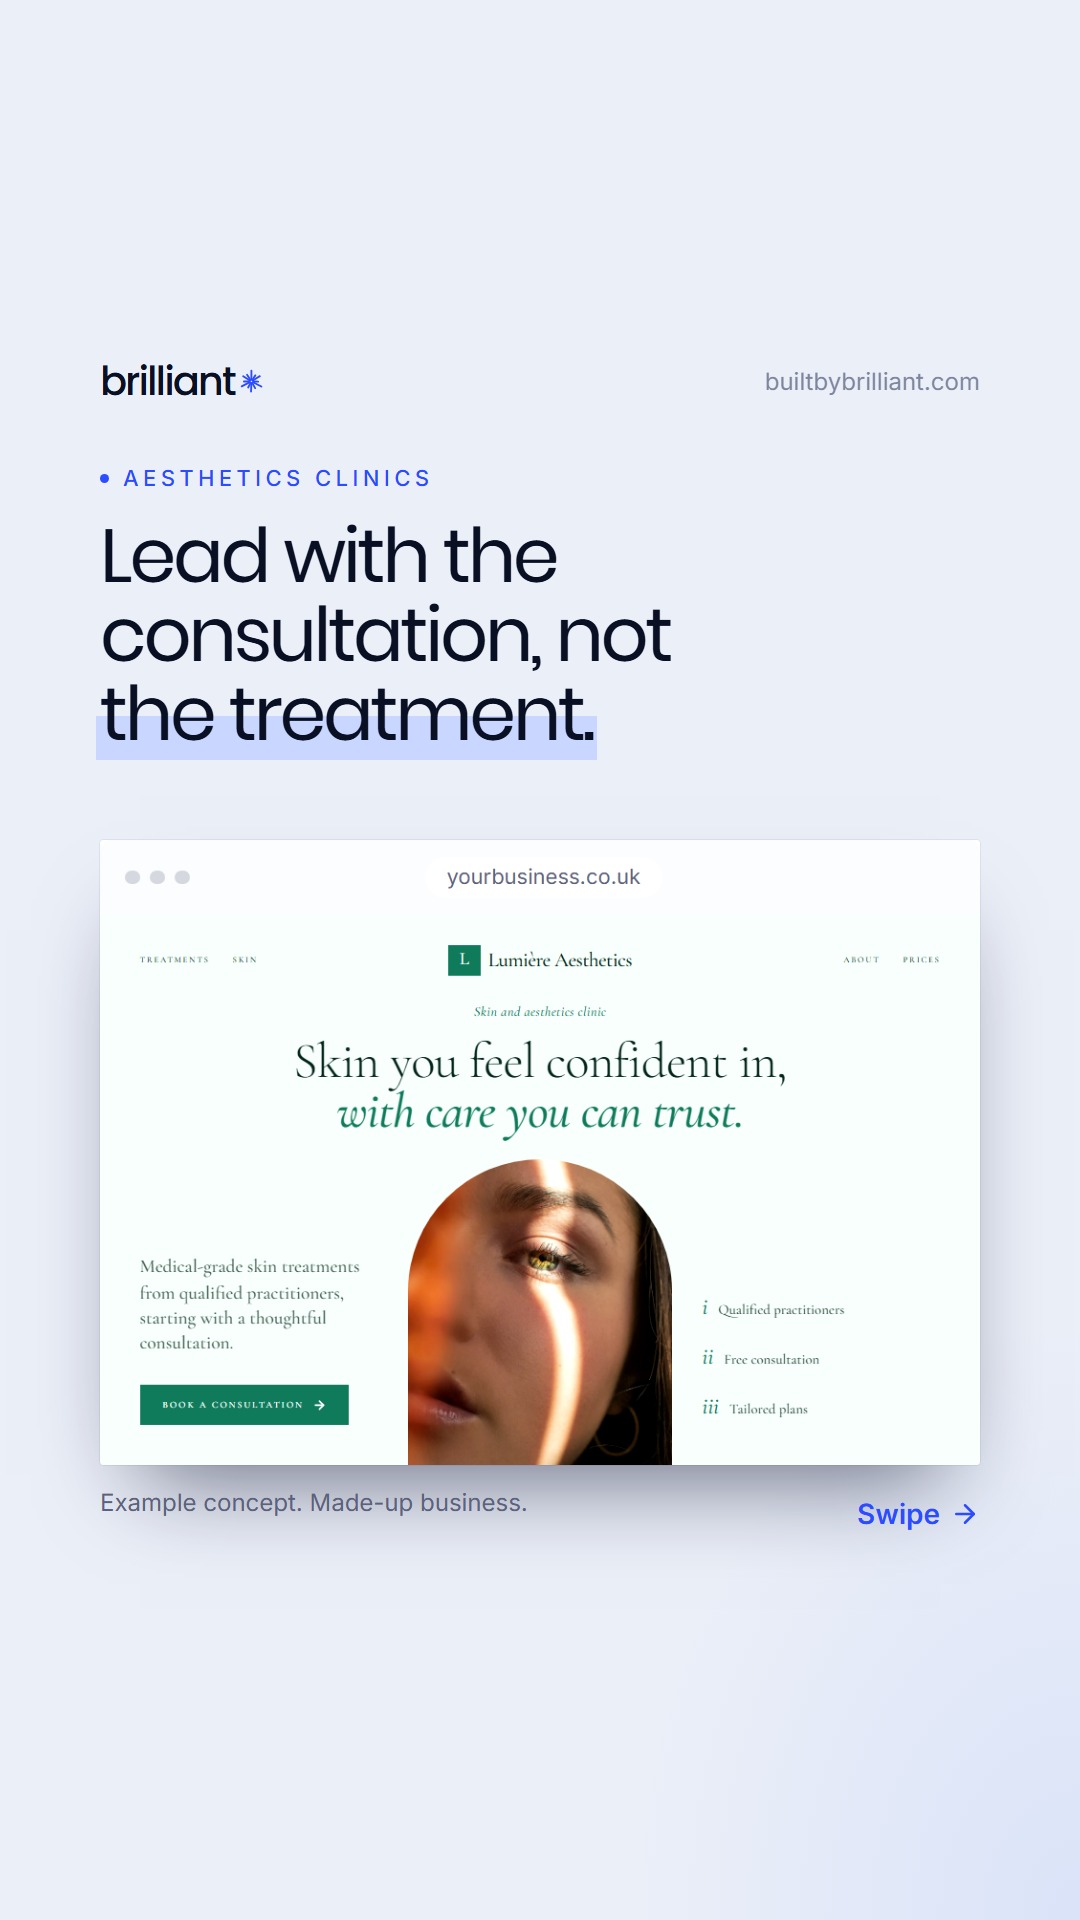 brilliant
builtbybrilliant.com
AESTHETICS CLINICS
Lead with the
consultation, not
the treatment.
yourbusiness.co.uk
TREATMENTS SKIN
L Lumière Aesthetics
ABOUT PRICES
Skin and aesthetics clinic
Skin you feel confident in,
with care you can trust.
Medical-grade skin treatments
from qualified practitioners,
starting with a thoughtful
consultation.
BOOK A CONSULTATION →
i Qualified practitioners
ii Free consultation
iii Tailored plans
Example concept. Made-up business.
Swipe →